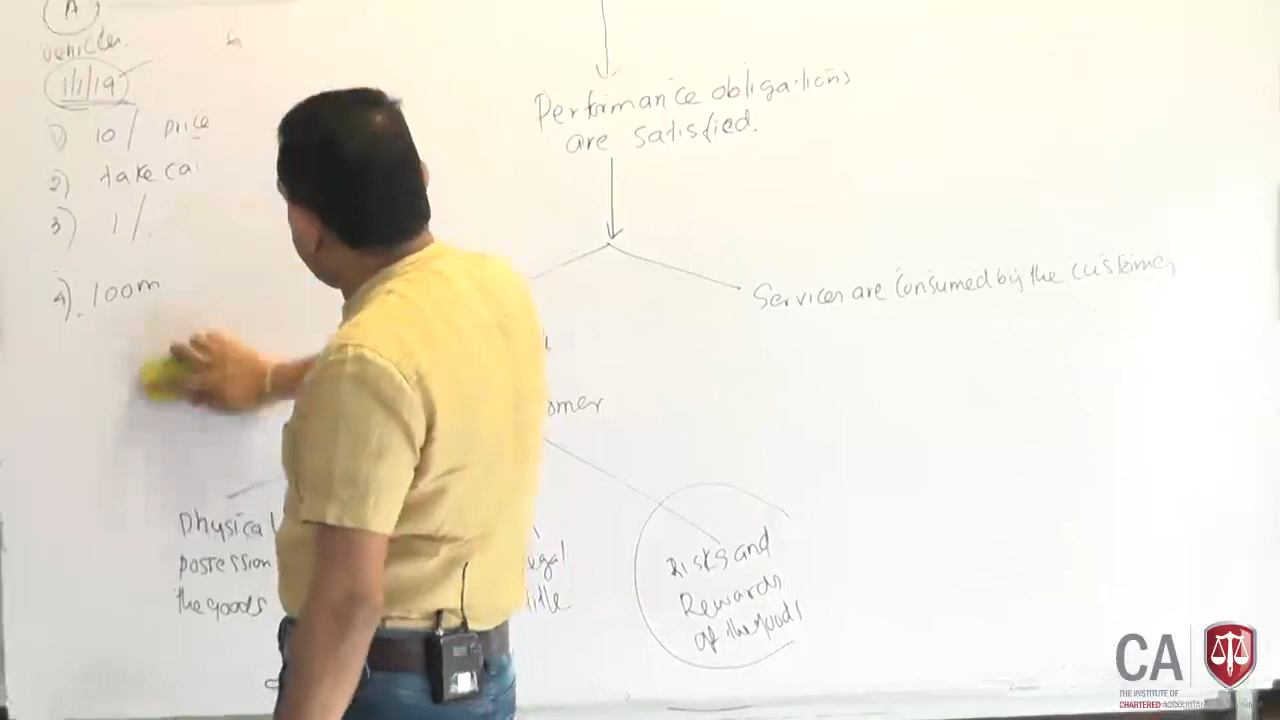 A
Vehicles.
1/1/19
1) 10/ price
2) take ca
3) 1/.
4). 100m
Performance obligations
are satisfied.
Services are consumed by the customer
omer
Physical
possession
the goods
egal
title
Risks and
Rewards
of the goods
CA
THE INSTITUTE OF
CHARTERED ACCOUNTAN